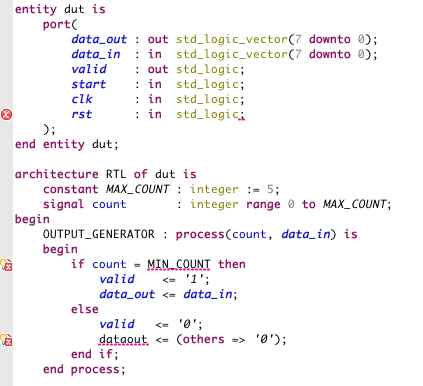 entity dut is
port(
data_out : out std_logic_vector(7 downto 0);
data_in : in std_logic_vector(7 downto 0);
valid : out std_logic;
start : in std_logic;
clk : in std_logic;
rst : in std_logic;
);
end entity dut;
architecture RTL of dut is
constant MAX_COUNT : integer := 5;
signal count : integer range 0 to MAX_COUNT;
begin
OUTPUT_GENERATOR : process(count, data_in) is
begin
if count = MIN_COUNT then
valid <= '1';
data_out <= data_in;
else
valid <= '0';
dataout <= (others => '0');
end if;
end process;